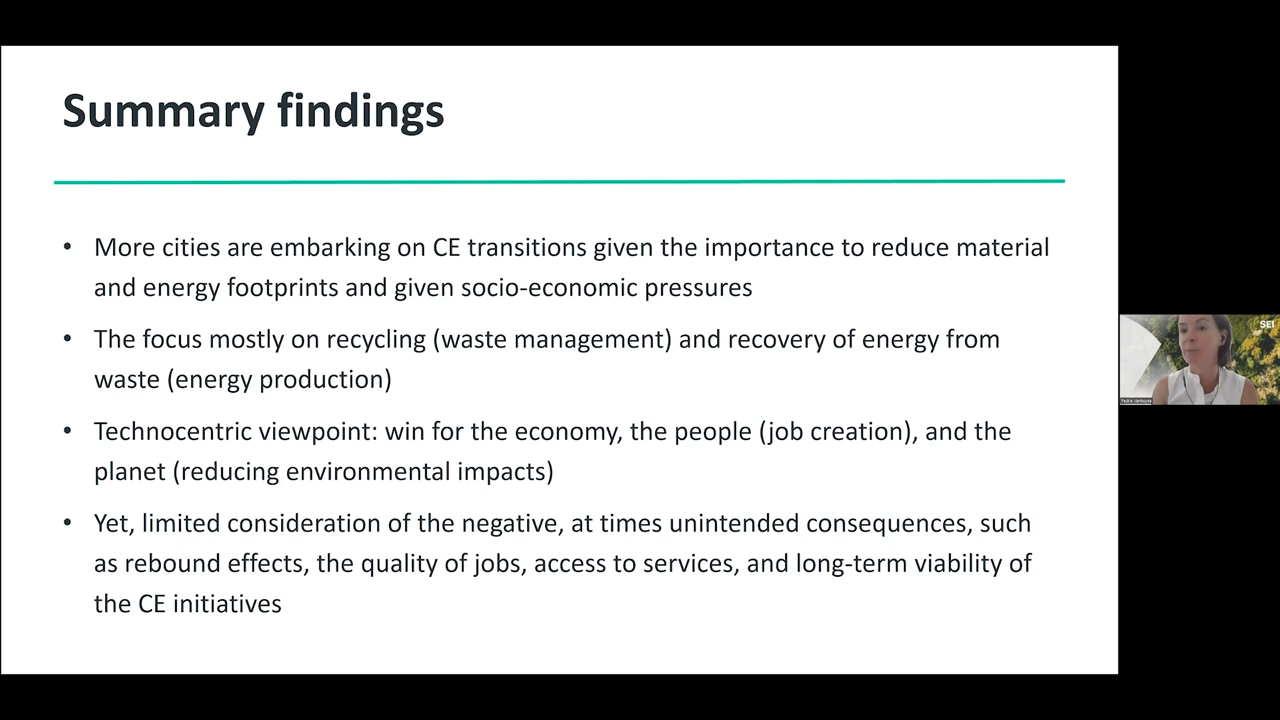 Summary findings
• More cities are embarking on CE transitions given the importance to reduce material
and energy footprints and given socio-economic pressures
• The focus mostly on recycling (waste management) and recovery of energy from
waste (energy production)
• Technocentric viewpoint: win for the economy, the people (job creation), and the
planet (reducing environmental impacts)
• Yet, limited consideration of the negative, at times unintended consequences, such
as rebound effects, the quality of jobs, access to services, and long-term viability of
the CE initiatives
SEI